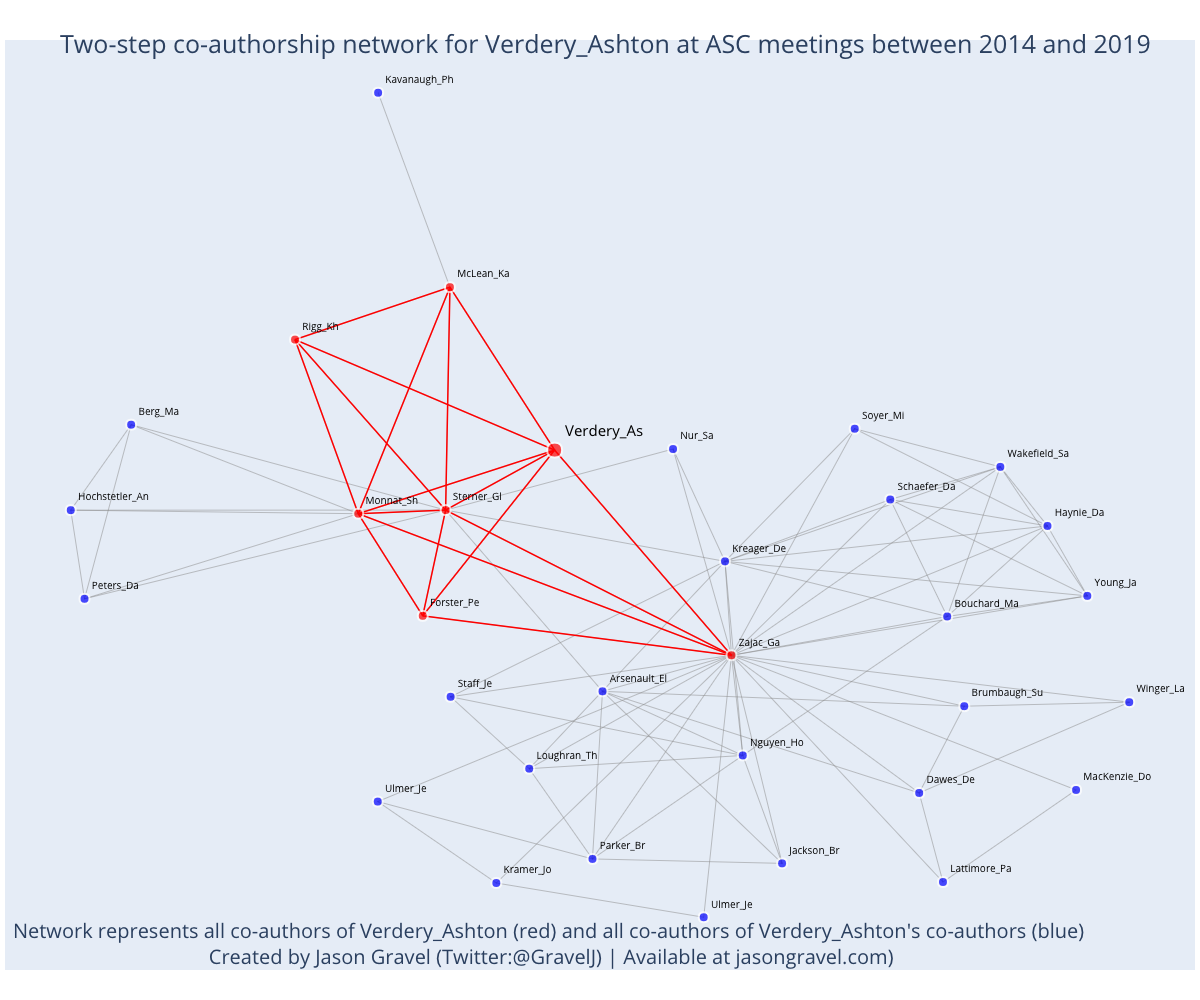 Two-step co-authorship network for Verdery_Ashton at ASC meetings between 2014 and 2019
Kavanaugh_Ph
McLean_Ka
Rigg_Kh
Berg_Ma
Verdery_As
Nur_Sa
Soyer_Mi
Wakefield_Sa
Schaefer_Da
Hochstetler_An
Monnat_Sh
Sterner_Gl
Haynie_Da
Kreager_De
Peters_Da
Young_Ja
Forster_Pe
Bouchard_Ma
Zajac_Ga
Staff_Je
Arsenault_El
Brumbaugh_Su
Winger_La
Loughran_Th
Nguyen_Ho
Ulmer_Je
Dawes_De
MacKenzie_Do
Parker_Br
Jackson_Br
Kramer_Jo
Lattimore_Pa
Ulmer_Je
Network represents all co-authors of Verdery_Ashton (red) and all co-authors of Verdery_Ashton's co-authors (blue)
Created by Jason Gravel (Twitter:@GravelJ) | Available at jasongravel.com)